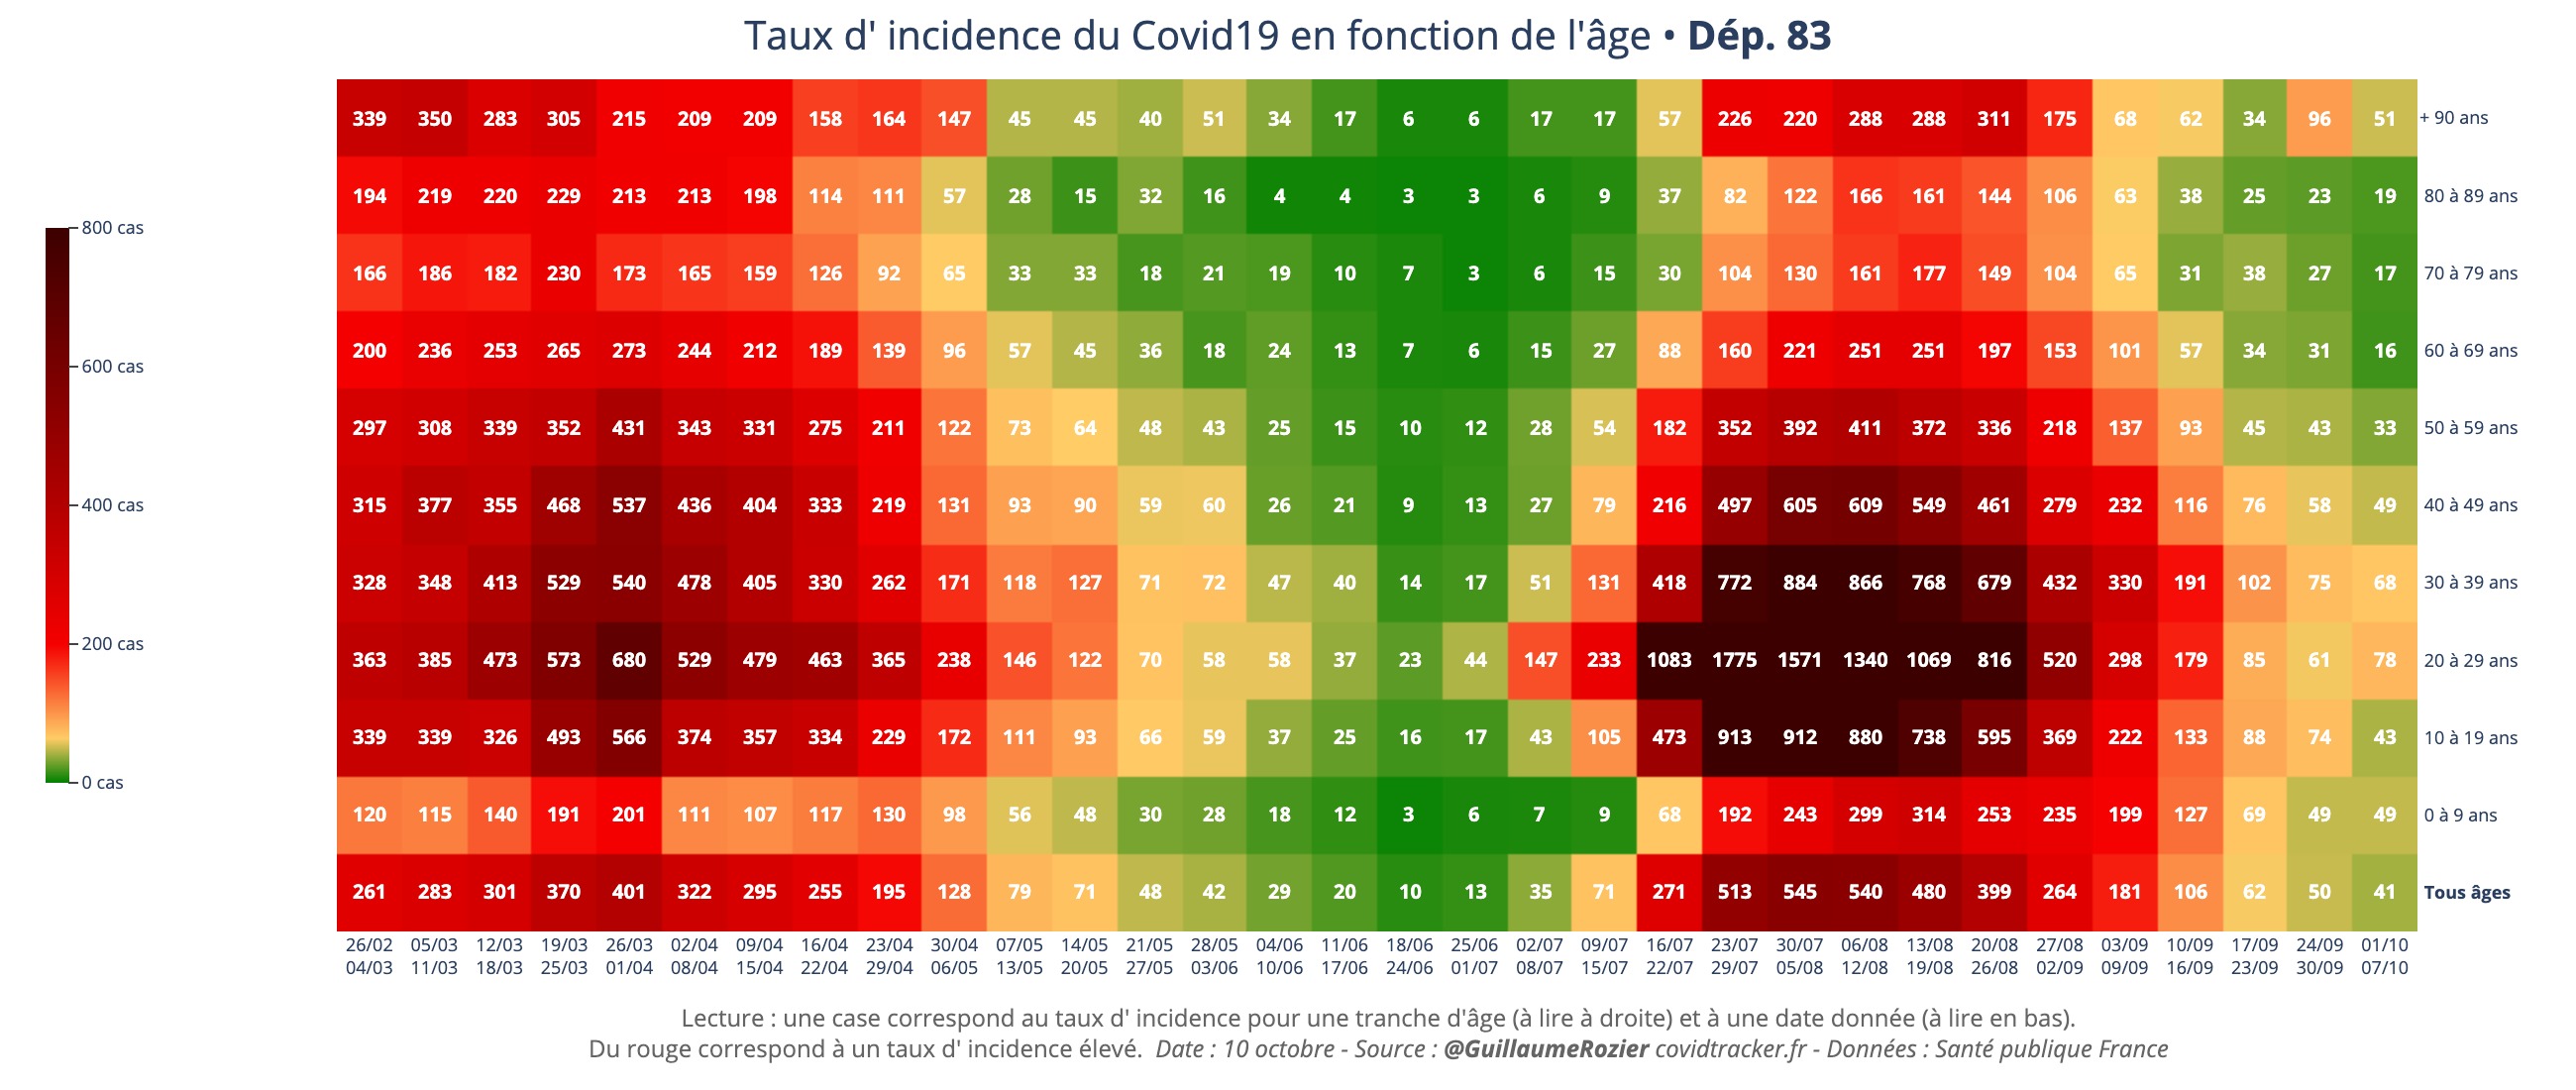 Taux d' incidence du Covid19 en fonction de l'âge • Dép. 83
339 350 283 305 215 209 209 158 164 147 45 45 40 51 34 17 6 6 17 17 57 226 220 288 288 311 175 68 62 34 96 51 + 90 ans
194 219 220 229 213 213 198 114 111 57 28 15 32 16 4 4 3 3 6 9 37 82 122 166 161 144 106 63 38 25 23 19 80 à 89 ans
800 cas
166 186 182 230 173 165 159 126 92 65 33 33 18 21 19 10 7 3 6 15 30 104 130 161 177 149 104 65 31 38 27 17 70 à 79 ans
200 236 253 265 273 244 212 189 139 96 57 45 36 18 24 13 7 6 15 27 88 160 221 251 251 197 153 101 57 34 31 16 60 à 69 ans
600 cas
297 308 339 352 431 343 331 275 211 122 73 64 48 43 25 15 10 12 28 54 182 352 392 411 372 336 218 137 93 45 43 33 50 à 59 ans
400 cas
315 377 355 468 537 436 404 333 219 131 93 90 59 60 26 21 9 13 27 79 216 497 605 609 549 461 279 232 116 76 58 49 40 à 49 ans
328 348 413 529 540 478 405 330 262 171 118 127 71 72 47 40 14 17 51 131 418 772 884 866 768 679 432 330 191 102 75 68 30 à 39 ans
200 cas
363 385 473 573 680 529 479 463 365 238 146 122 70 58 58 37 23 44 147 233 1083 1775 1571 1340 1069 816 520 298 179 85 61 78 20 à 29 ans
339 339 326 493 566 374 357 334 229 172 111 93 66 59 37 25 16 17 43 105 473 913 912 880 738 595 369 222 133 88 74 43 10 à 19 ans
0 cas
120 115 140 191 201 111 107 117 130 98 56 48 30 28 18 12 3 6 7 9 68 192 243 299 314 253 235 199 127 69 49 49 0 à 9 ans
261 283 301 370 401 322 295 255 195 128 79 71 48 42 29 20 10 13 35 71 271 513 545 540 480 399 264 181 106 62 50 41 Tous âges
26/02 05/03 12/03 19/03 26/03 02/04 09/04 16/04 23/04 30/04 07/05 14/05 21/05 28/05 04/06 11/06 18/06 25/06 02/07 09/07 16/07 23/07 30/07 06/08 13/08 20/08 27/08 03/09 10/09 17/09 24/09 01/10
04/03 11/03 18/03 25/03 01/04 08/04 15/04 22/04 29/04 06/05 13/05 20/05 27/05 03/06 10/06 17/06 24/06 01/07 08/07 15/07 22/07 29/07 05/08 12/08 19/08 26/08 02/09 09/09 16/09 23/09 30/09 07/10
Lecture : une case correspond au taux d' incidence pour une tranche d'âge (à lire à droite) et à une date donnée (à lire en bas).
Du rouge correspond à un taux d' incidence élevé. Date : 10 octobre - Source : @GuillaumeRozier covidtracker.fr - Données : Santé publique France